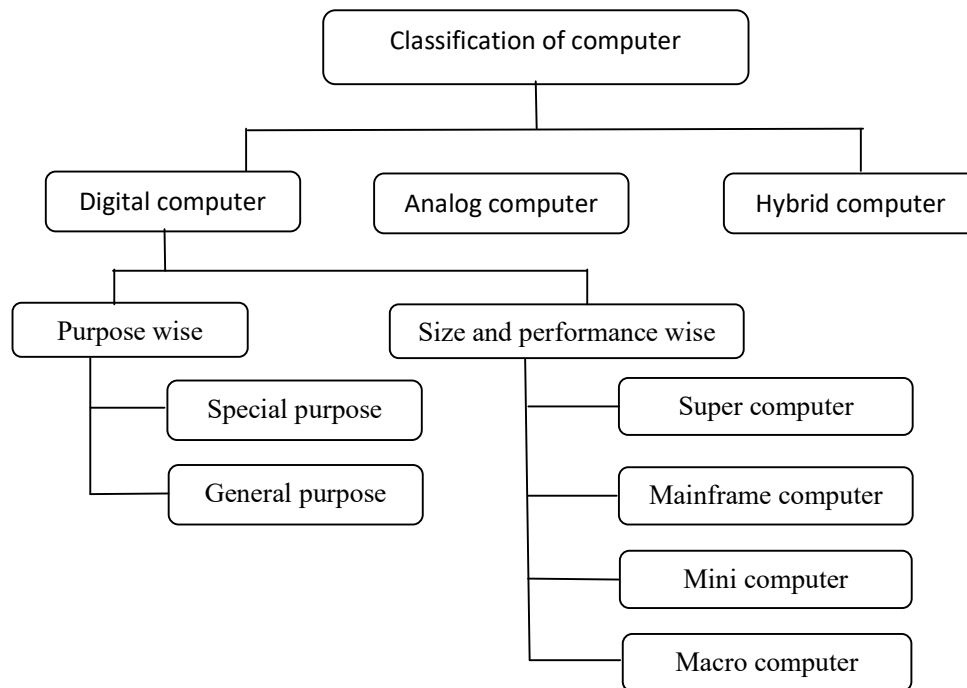 Classification of computer
Digital computer
Analog computer
Hybrid computer
Purpose wise
Size and performance wise
Special purpose
Super computer
General purpose
Mainframe computer
Mini computer
Macro computer